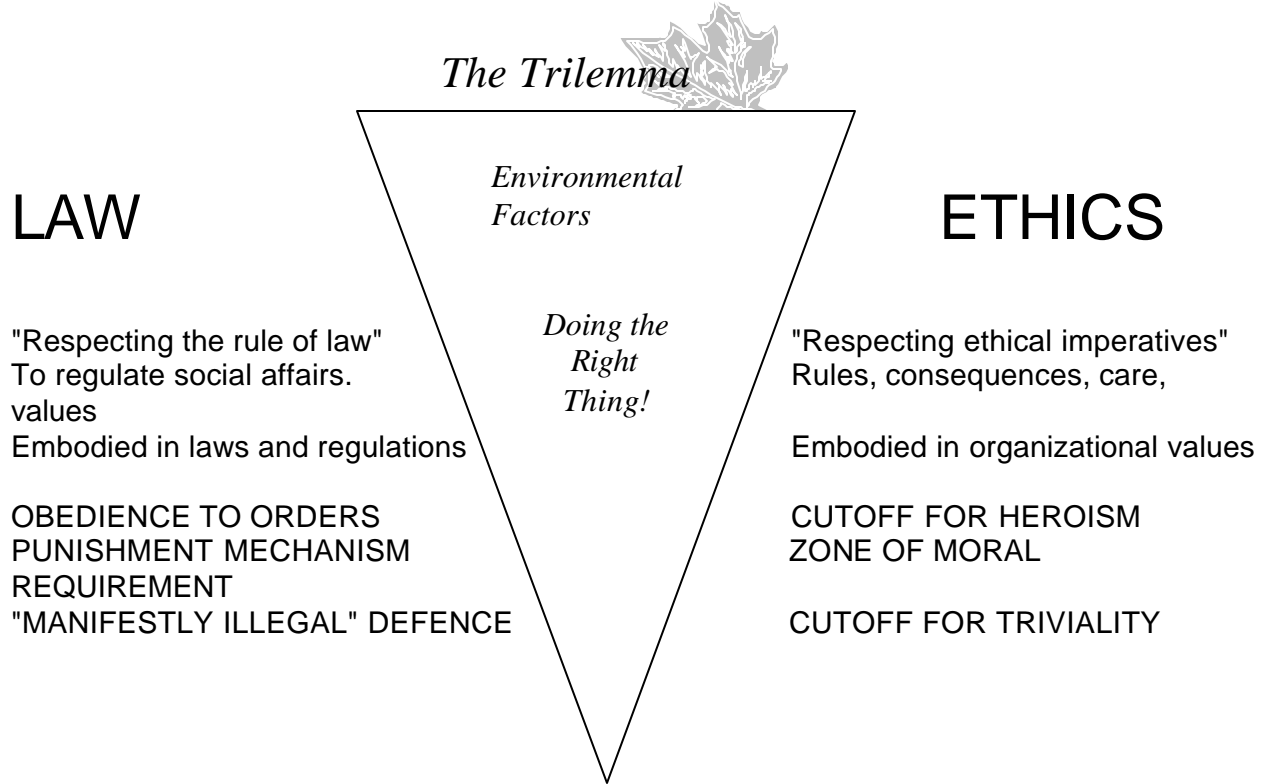 The Trilemma
Environmental
Factors
LAW
ETHICS
Doing the
Right
Thing!
"Respecting the rule of law"
To regulate social affairs.
values
Embodied in laws and regulations
OBEDIENCE TO ORDERS
PUNISHMENT MECHANISM
REQUIREMENT
"MANIFESTLY ILLEGAL" DEFENCE
"Respecting ethical imperatives"
Rules, consequences, care,
Embodied in organizational values
CUTOFF FOR HEROISM
ZONE OF MORAL
CUTOFF FOR TRIVIALITY